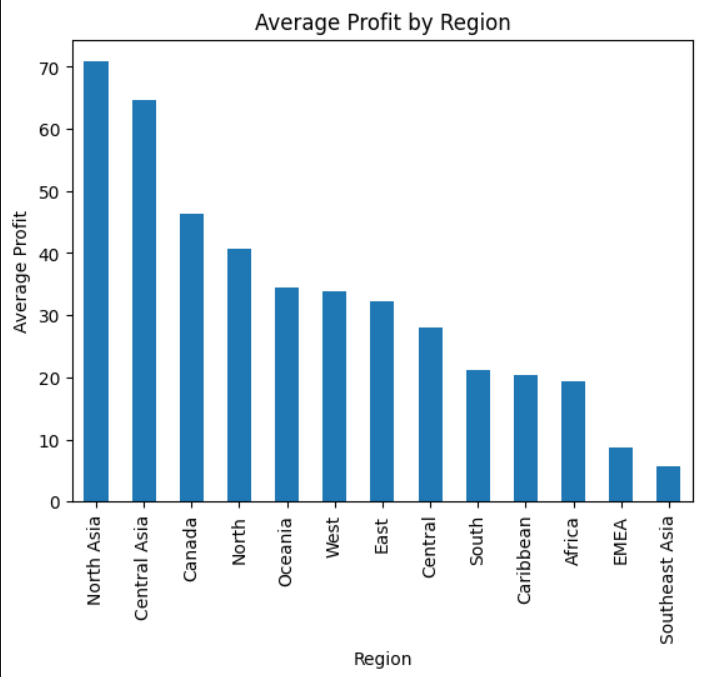 Average Profit by Region
Average Profit
70
60
50
40
30
20
10
0
North Asia
Central Asia
Canada
North
Oceania
West
East
Central
South
Caribbean
Africa
EMEA
Southeast Asia
Region